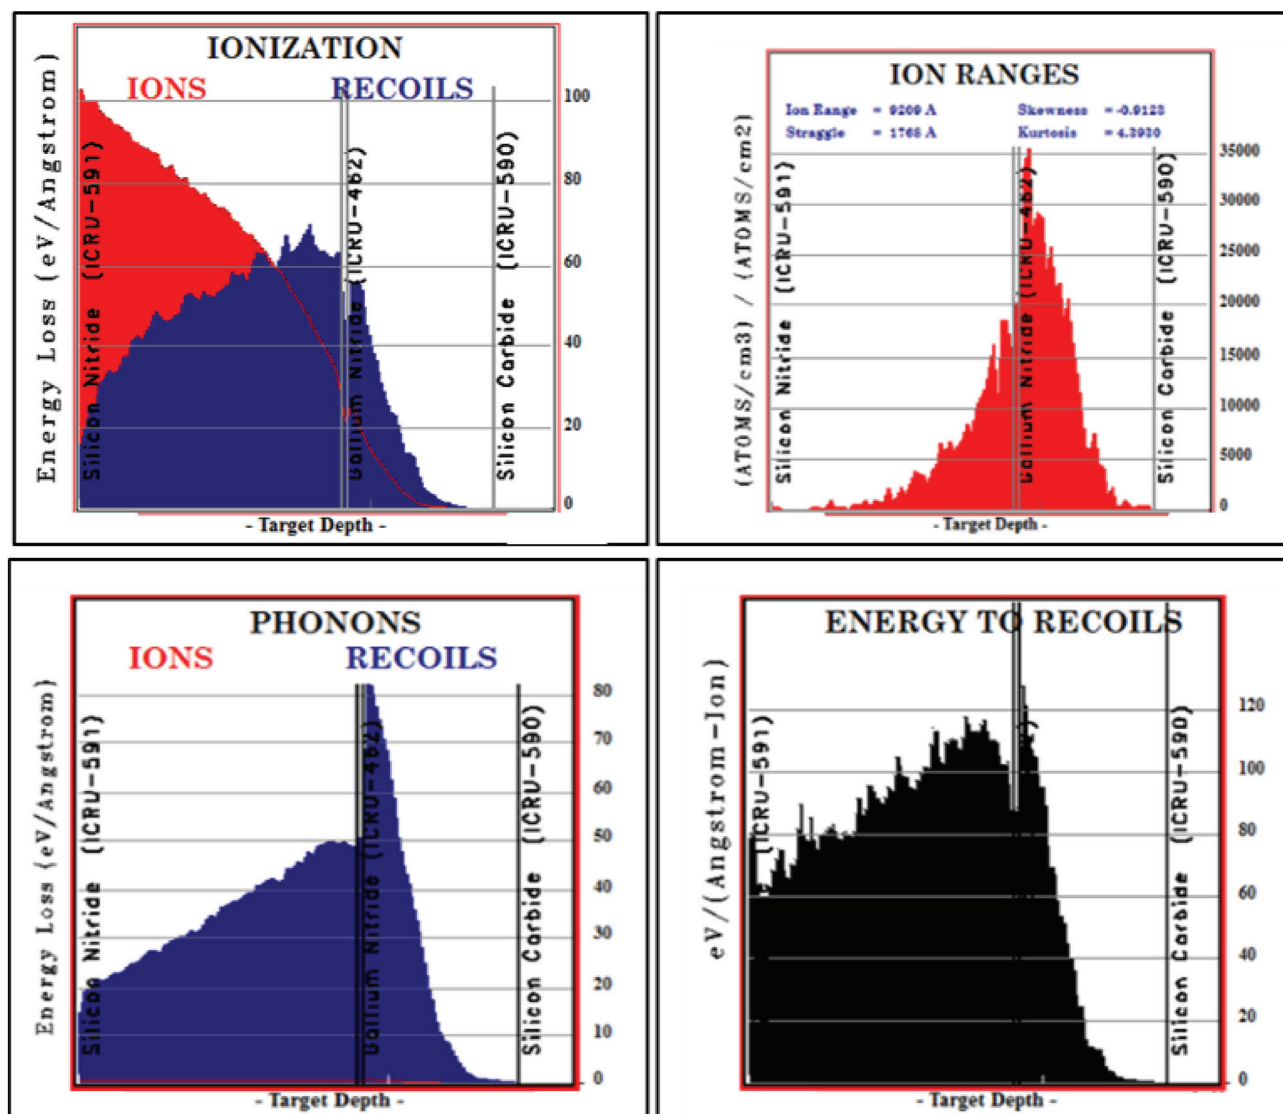 IONIZATION
IONS RECOILS
Energy Loss (eV/Angstrom)
Silicon Nitride (ICRU-591)
Gallium Nitride (ICRU-462)
Silicon Carbide (ICRU-590)
100
80
60
40
20
0
- Target Depth -
ION RANGES
Ion Range = 9209 A Skewness = -0.9123
Straggle = 1768 A Kurtosis = 4.3930
(ATOMS/cm3) / (ATOMS/cm2)
Silicon Nitride (ICRU-591)
Gallium Nitride (ICRU-462)
Silicon Carbide (ICRU-590)
35000
30000
25000
20000
15000
10000
5000
0
- Target Depth -
PHONONS
IONS RECOILS
Energy Loss (eV/Angstrom)
Silicon Nitride (ICRU-591)
Gallium Nitride (ICRU-462)
Silicon Carbide (ICRU-590)
80
70
60
50
40
30
20
10
0
- Target Depth -
ENERGY TO RECOILS
eV/(Angstrom-Ion)
(ICRU-591)
Silicon Carbide (ICRU-590)
120
100
80
60
40
20
0
- Target Depth -